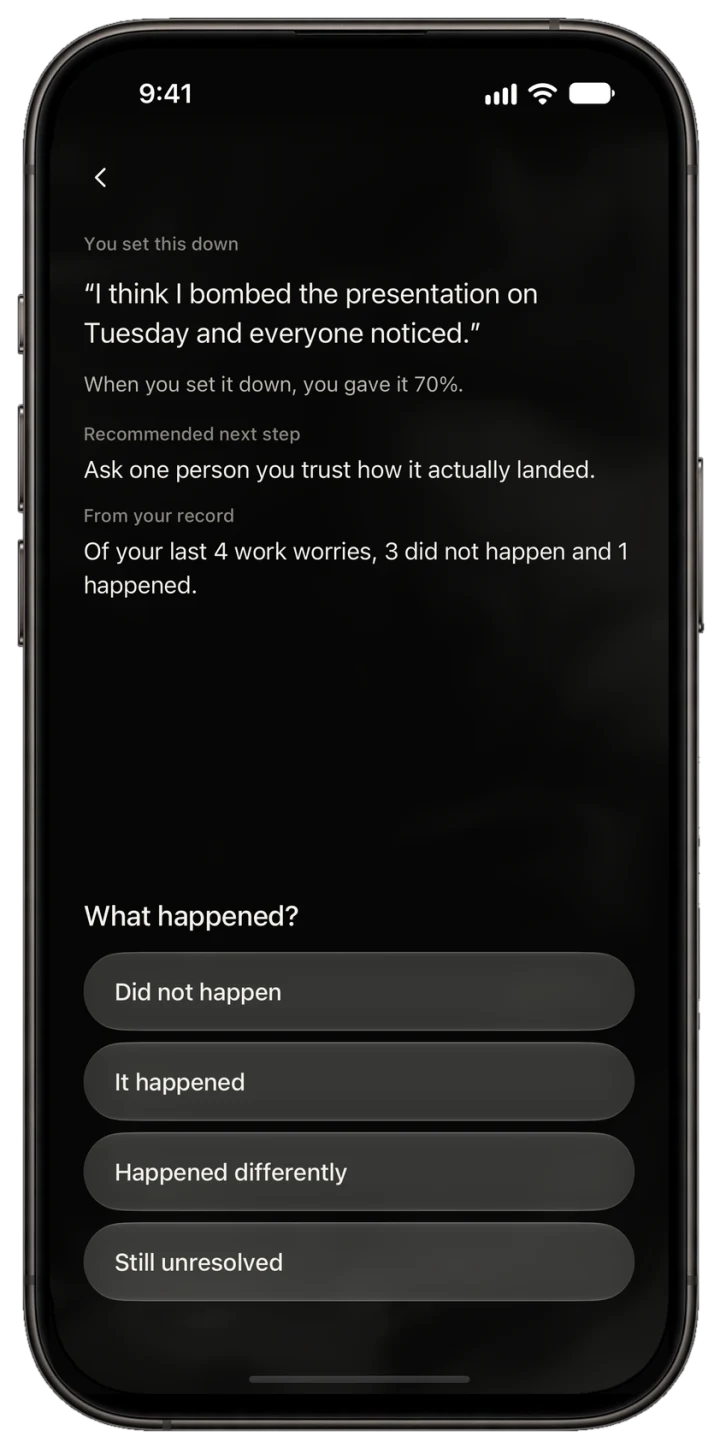 9:41
You set this down
“I think I bombed the presentation on
Tuesday and everyone noticed.”
When you set it down, you gave it 70%.
Recommended next step
Ask one person you trust how it actually landed.
From your record
Of your last 4 work worries, 3 did not happen and 1
happened.
What happened?
Did not happen
It happened
Happened differently
Still unresolved